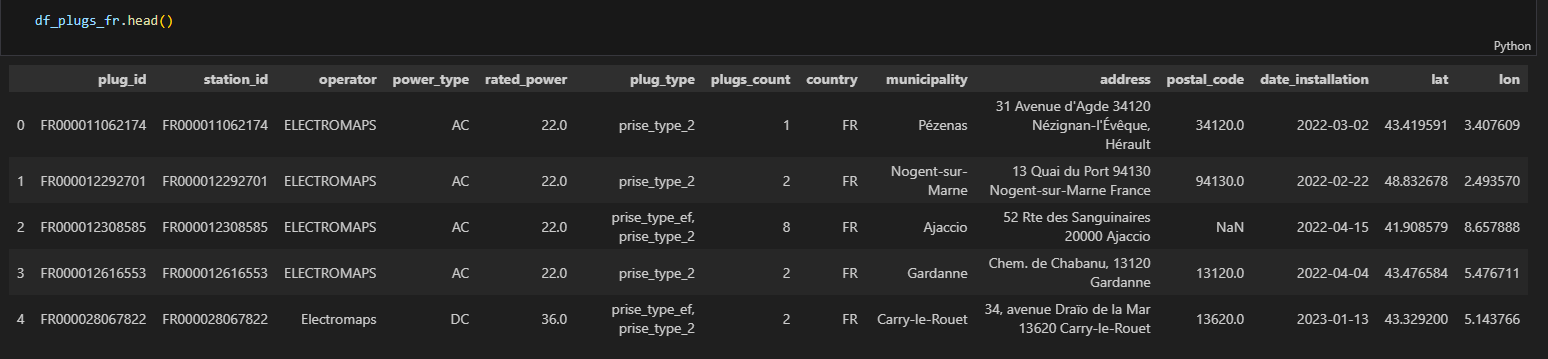 df_plugs_fr.head()
Python
plug_id station_id operator power_type rated_power plug_type plugs_count country municipality address postal_code date_installation lat lon
0 FR000011062174 FR000011062174 ELECTROMAPS AC 22.0 prise_type_2 1 FR Pézenas 31 Avenue d'Agde 34120
Nézignan-l'Évêque,
Hérault 34120.0 2022-03-02 43.419591 3.407609
1 FR000012292701 FR000012292701 ELECTROMAPS AC 22.0 prise_type_2 2 FR Nogent-sur-
Marne 13 Quai du Port 94130
Nogent-sur-Marne France 94130.0 2022-02-22 48.832678 2.493570
2 FR000012308585 FR000012308585 ELECTROMAPS AC 22.0 prise_type_ef,
prise_type_2 8 FR Ajaccio 52 Rte des Sanguinaires
20000 Ajaccio NaN 2022-04-15 41.908579 8.657888
3 FR000012616553 FR000012616553 ELECTROMAPS AC 22.0 prise_type_2 2 FR Gardanne Chem. de Chabanu, 13120
Gardanne 13120.0 2022-04-04 43.476584 5.476711
4 FR000028067822 FR000028067822 Electromaps DC 36.0 prise_type_ef,
prise_type_2 2 FR Carry-le-Rouet 34, avenue Draïo de la Mar
13620 Carry-le-Rouet 13620.0 2023-01-13 43.329200 5.143766